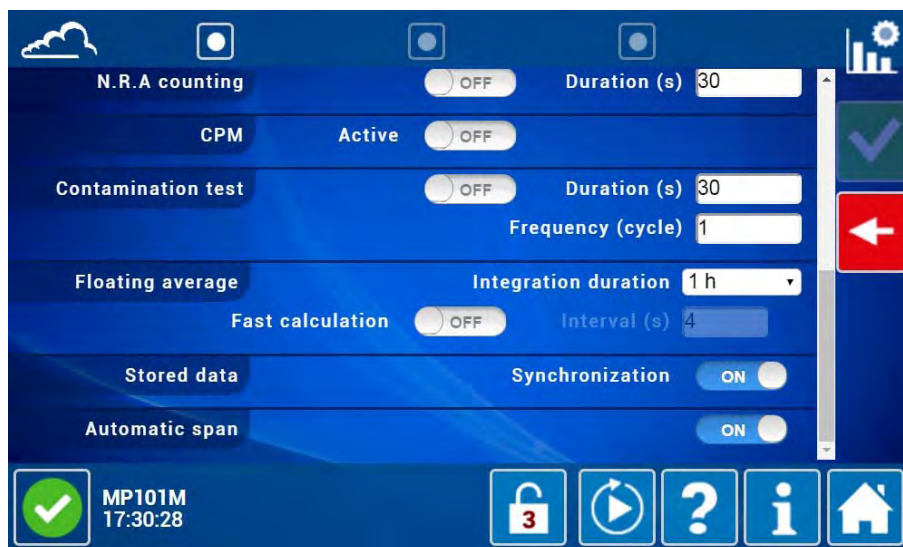 N.R.A counting OFF Duration (s) 30
CPM Active OFF
Contamination test OFF Duration (s) 30
Frequency (cycle) 1
Floating average Integration duration 1 h
Fast calculation OFF Interval (s) 4
Stored data Synchronization ON
Automatic span ON
MP101M
17:30:28
3
?
i